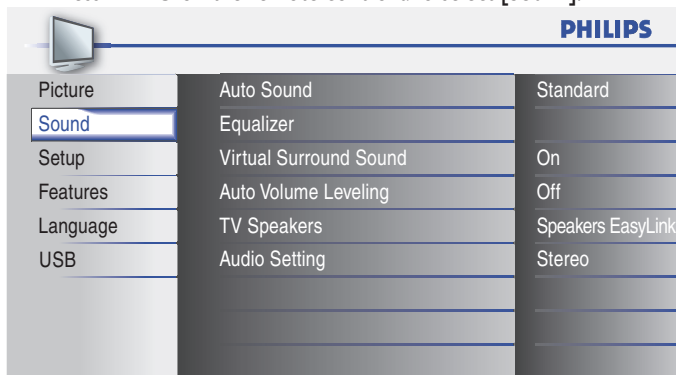 PHILIPS
Picture Auto Sound Standard
Sound Equalizer
Setup Virtual Surround Sound On
Features Auto Volume Leveling Off
Language TV Speakers Speakers EasyLink
USB Audio Setting Stereo